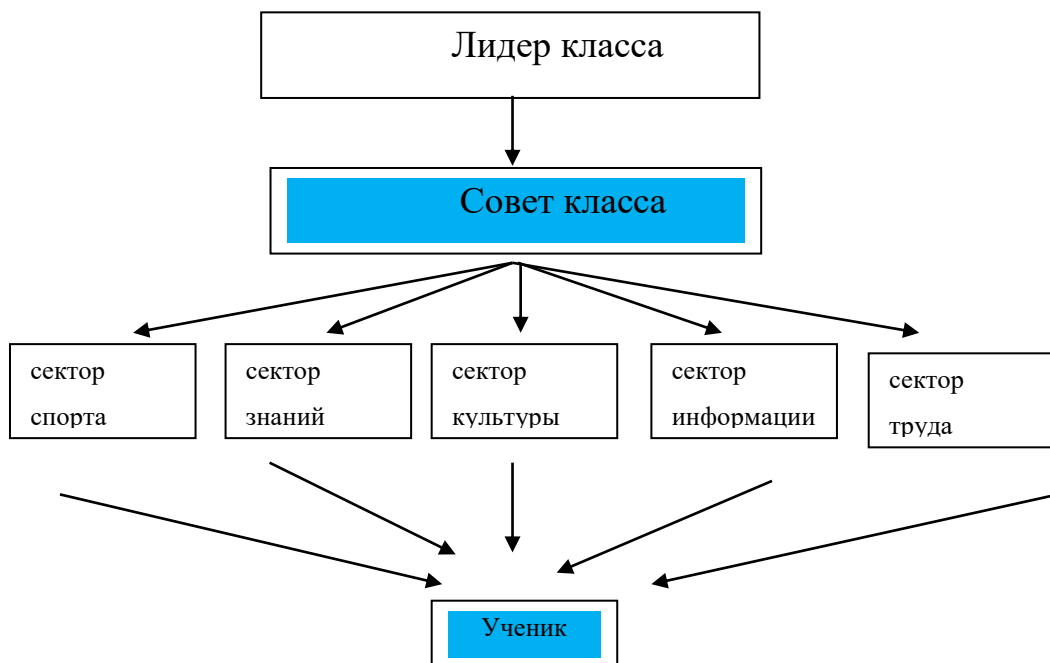 Лидер класса
Совет класса
сектор
спорта
сектор
знаний
сектор
культуры
сектор
информации
сектор
труда
Ученик